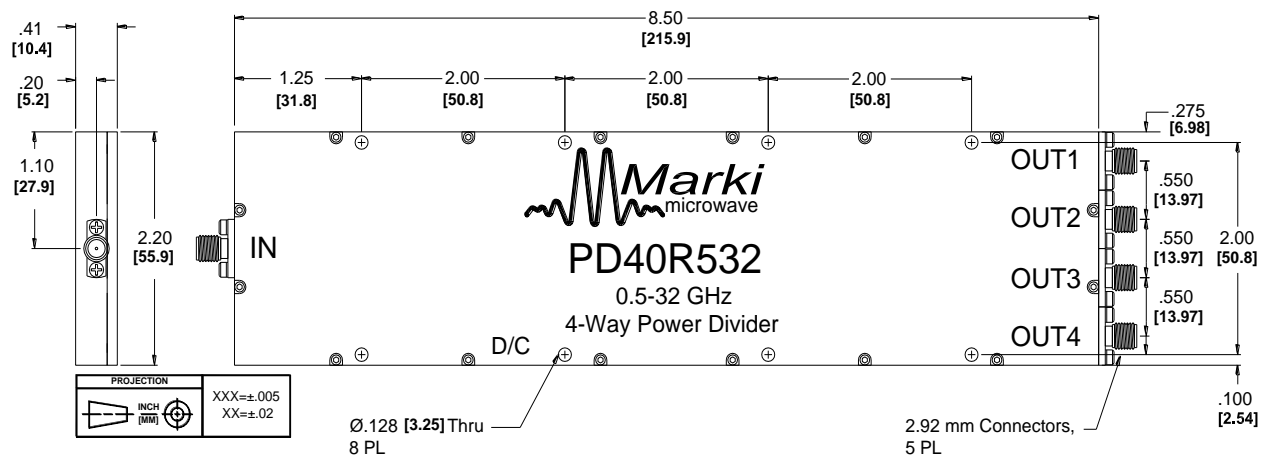 8.50
[215.9]
.41
[10.4]
.20
[5.2]
1.25
[31.8]
2.00
[50.8]
2.00
[50.8]
2.00
[50.8]
.275
[6.98]
1.10
[27.9]
2.20
[55.9]
IN
Marki
microwave
PD40R532
0.5-32 GHz
4-Way Power Divider
D/C
OUT1
OUT2
OUT3
OUT4
.550
[13.97]
.550
[13.97]
.550
[13.97]
2.00
[50.8]
.100
[2.54]
PROJECTION
INCH
[MM]
XXX=±.005
XX=±.02
Ø.128 [3.25] Thru
8 PL
2.92 mm Connectors,
5 PL